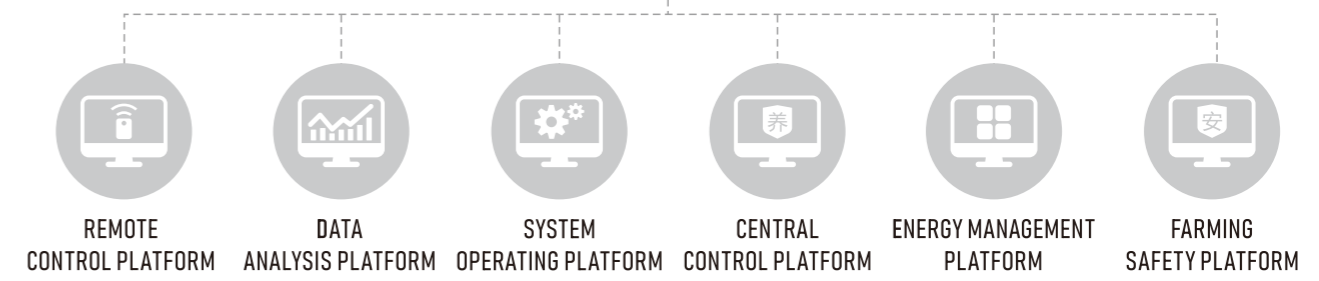 养
安
REMOTE
CONTROL PLATFORM
DATA
ANALYSIS PLATFORM
SYSTEM
OPERATING PLATFORM
CENTRAL
CONTROL PLATFORM
ENERGY MANAGEMENT
PLATFORM
FARMING
SAFETY PLATFORM